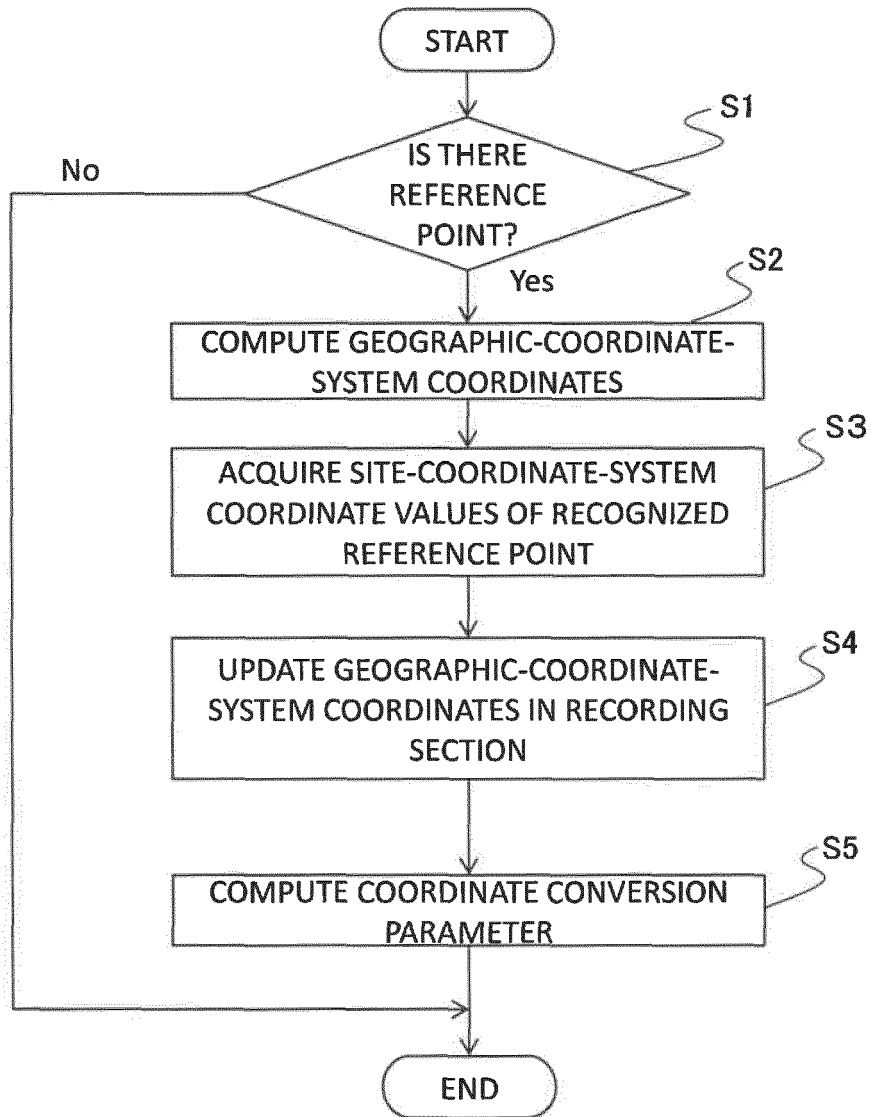 START
S1
IS THERE
REFERENCE
POINT?
No
Yes
S2
COMPUTE GEOGRAPHIC-COORDINATE-
SYSTEM COORDINATES
S3
ACQUIRE SITE-COORDINATE-SYSTEM
COORDINATE VALUES OF RECOGNIZED
REFERENCE POINT
S4
UPDATE GEOGRAPHIC-COORDINATE-
SYSTEM COORDINATES IN RECORDING
SECTION
S5
COMPUTE COORDINATE CONVERSION
PARAMETER
END